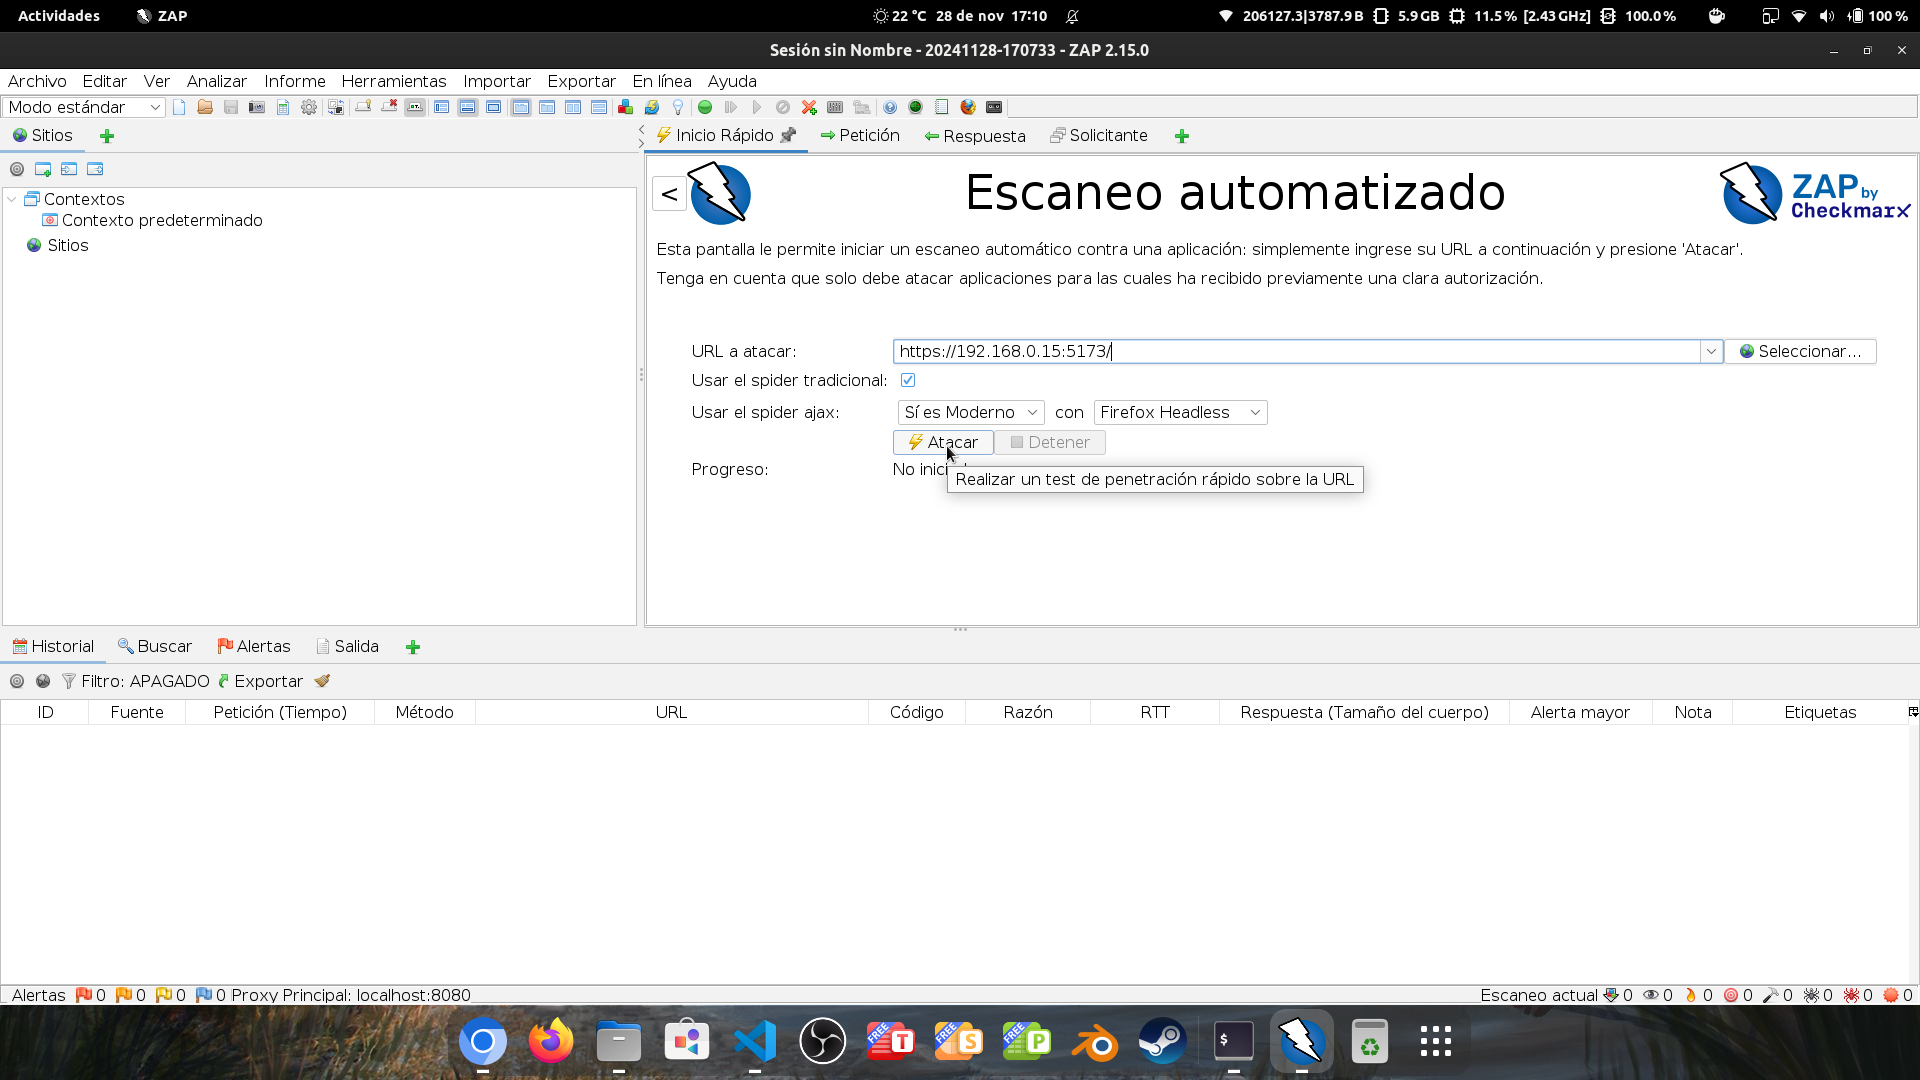 Actividades ZAP 22 °C 28 de nov 17:10 206127.3|3787.9 B 5.9 GB 11.5 % [2.43 GHz] 100.0 % 100 %
Sesión sin Nombre - 20241128-170733 - ZAP 2.15.0
Archivo Editar Ver Analizar Informe Herramientas Importar Exportar En línea Ayuda
Modo estándar
Sitios
Inicio Rápido Petición Respuesta Solicitante
Contextos
Contexto predeterminado
Sitios
< Escaneo automatizado
ZAP by Checkmarx
Esta pantalla le permite iniciar un escaneo automático contra una aplicación: simplemente ingrese su URL a continuación y presione 'Atacar'.
Tenga en cuenta que solo debe atacar aplicaciones para las cuales ha recibido previamente una clara autorización.
URL a atacar: https://192.168.0.15:5173/ Seleccionar...
Usar el spider tradicional:
Usar el spider ajax: Sí es Moderno con Firefox Headless
Atacar Detener
Progreso: No inici
Realizar un test de penetración rápido sobre la URL
Historial Buscar Alertas Salida
Filtro: APAGADO Exportar
ID Fuente Petición (Tiempo) Método URL Código Razón RTT Respuesta (Tamaño del cuerpo) Alerta mayor Nota Etiquetas
Alertas 0 0 0 0 Proxy Principal: localhost:8080 Escaneo actual 0 0 0 0 0 0 0 0
FREE T FREE S FREE P $